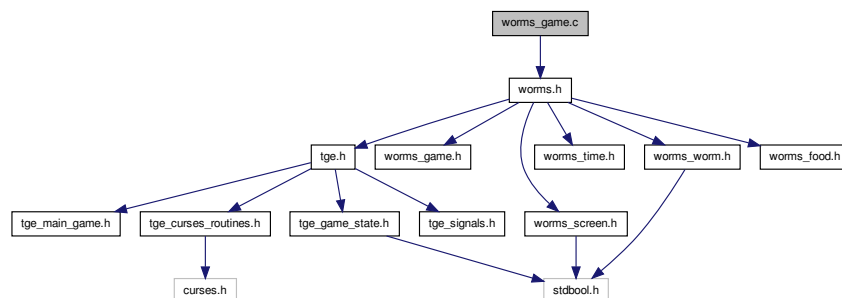 worms_game.c
worms.h
tge.h
worms_game.h
worms_time.h
worms_worm.h
worms_food.h
tge_main_game.h
tge_curses_routines.h
tge_game_state.h
tge_signals.h
worms_screen.h
curses.h
stdbool.h